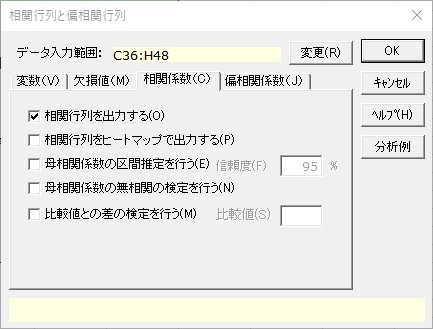 相関行列と偏相関行列
データ入力範囲: C36:H48 変更(R) OK
変数(V) 欠損値(M) 相関係数(C) 偏相関係数(J) キャンセル
相関行列を出力する(O) ヘルプ(H)
相関行列をヒートマップで出力する(P) 分析例
母相関係数の区間推定を行う(E) 信頼度(F) 95 %
母相関係数の無相関の検定を行う(N)
比較値との差の検定を行う(M) 比較値(S)